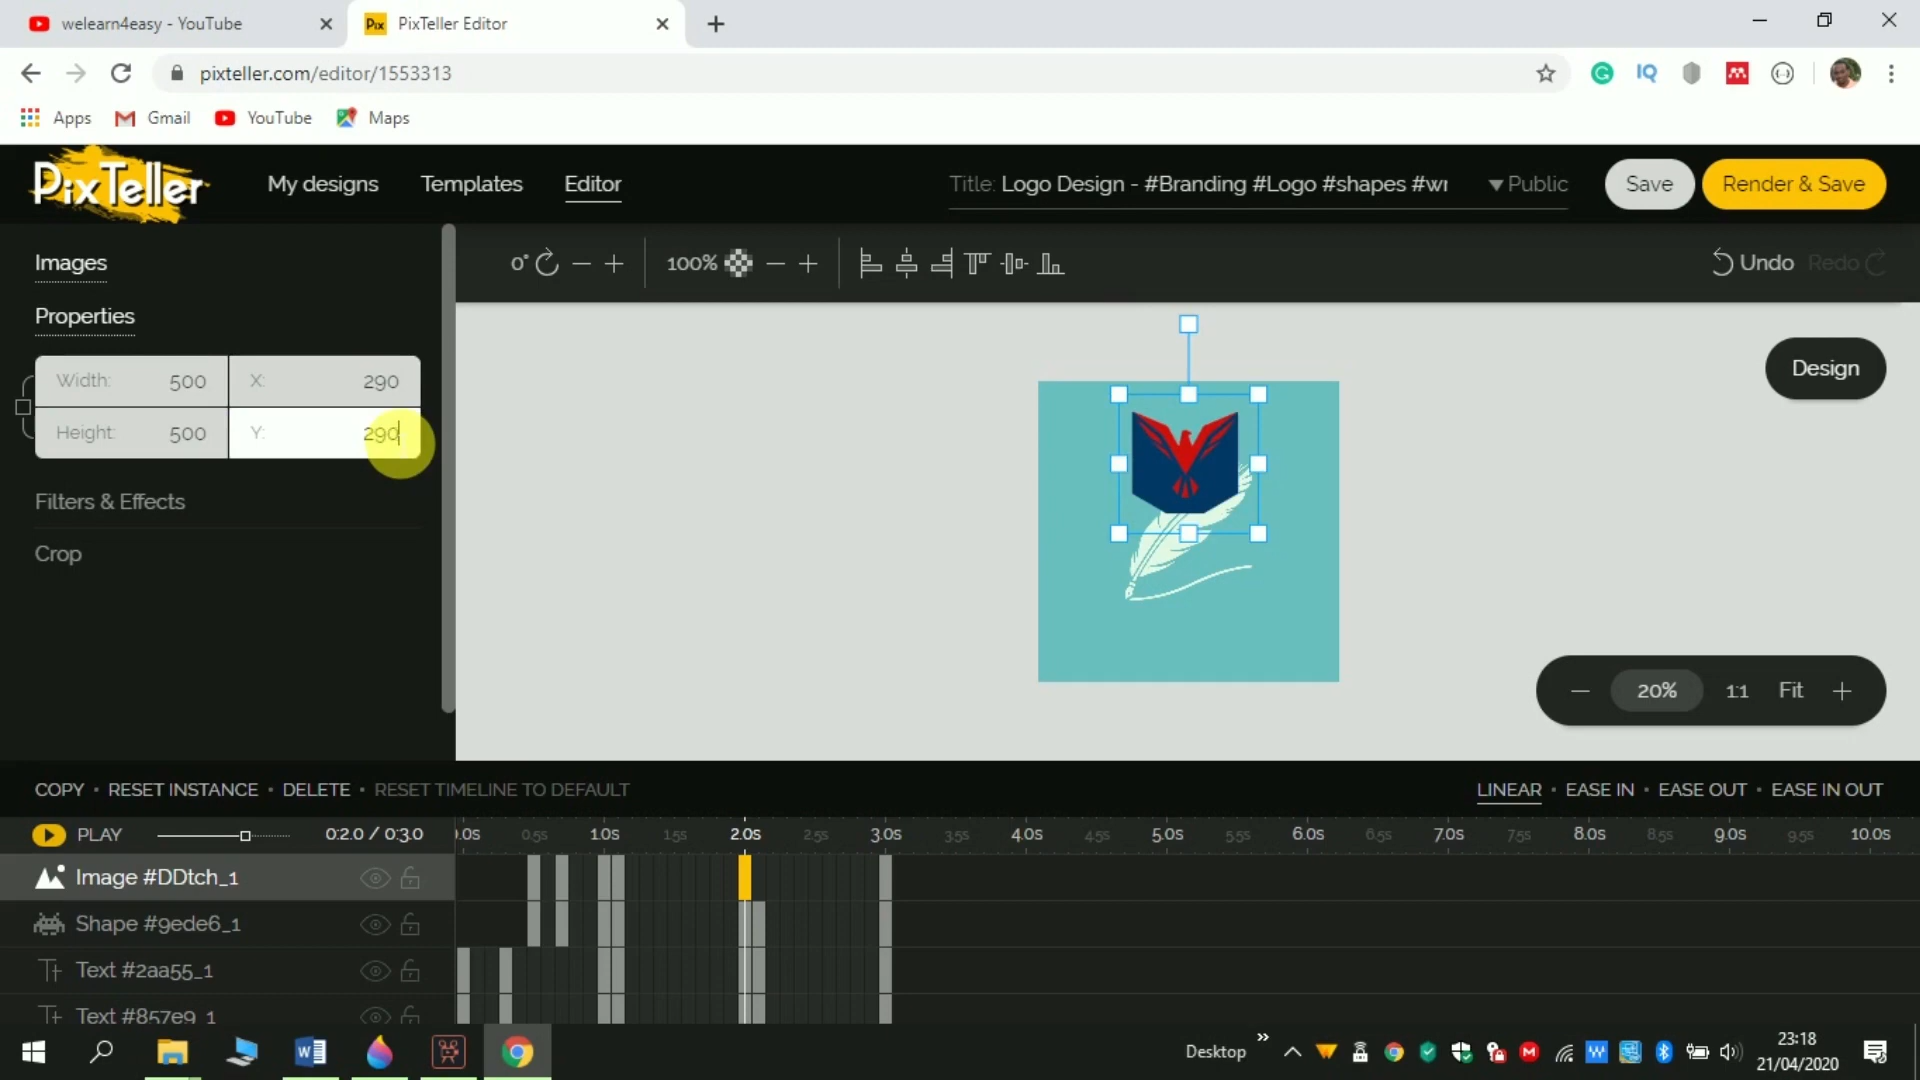 welearn4easy - YouTube
Pix PixTeller Editor
pixteller.com/editor/1553313
IQ
Apps Gmail YouTube Maps
PixTeller
My designs Templates Editor
Title: Logo Design - #Branding #Logo #shapes #wr
Public
Save
Render & Save
Images
0°
100%
Undo Redo
Properties
Width: 500 X: 290
Height: 500 Y: 290
Design
Filters & Effects
Crop
20% 1:1 Fit
COPY • RESET INSTANCE • DELETE • RESET TIMELINE TO DEFAULT
LINEAR • EASE IN • EASE OUT • EASE IN OUT
PLAY 0:2.0 / 0:3.0
0.0s 0.5s 1.0s 1.5s 2.0s 2.5s 3.0s 3.5s 4.0s 4.5s 5.0s 5.5s 6.0s 6.5s 7.0s 7.5s 8.0s 8.5s 9.0s 9.5s 10.0s
Image #DDtch_1
Shape #9ede6_1
Text #2aa55_1
Text #857e9_1
Desktop
23:18
21/04/2020